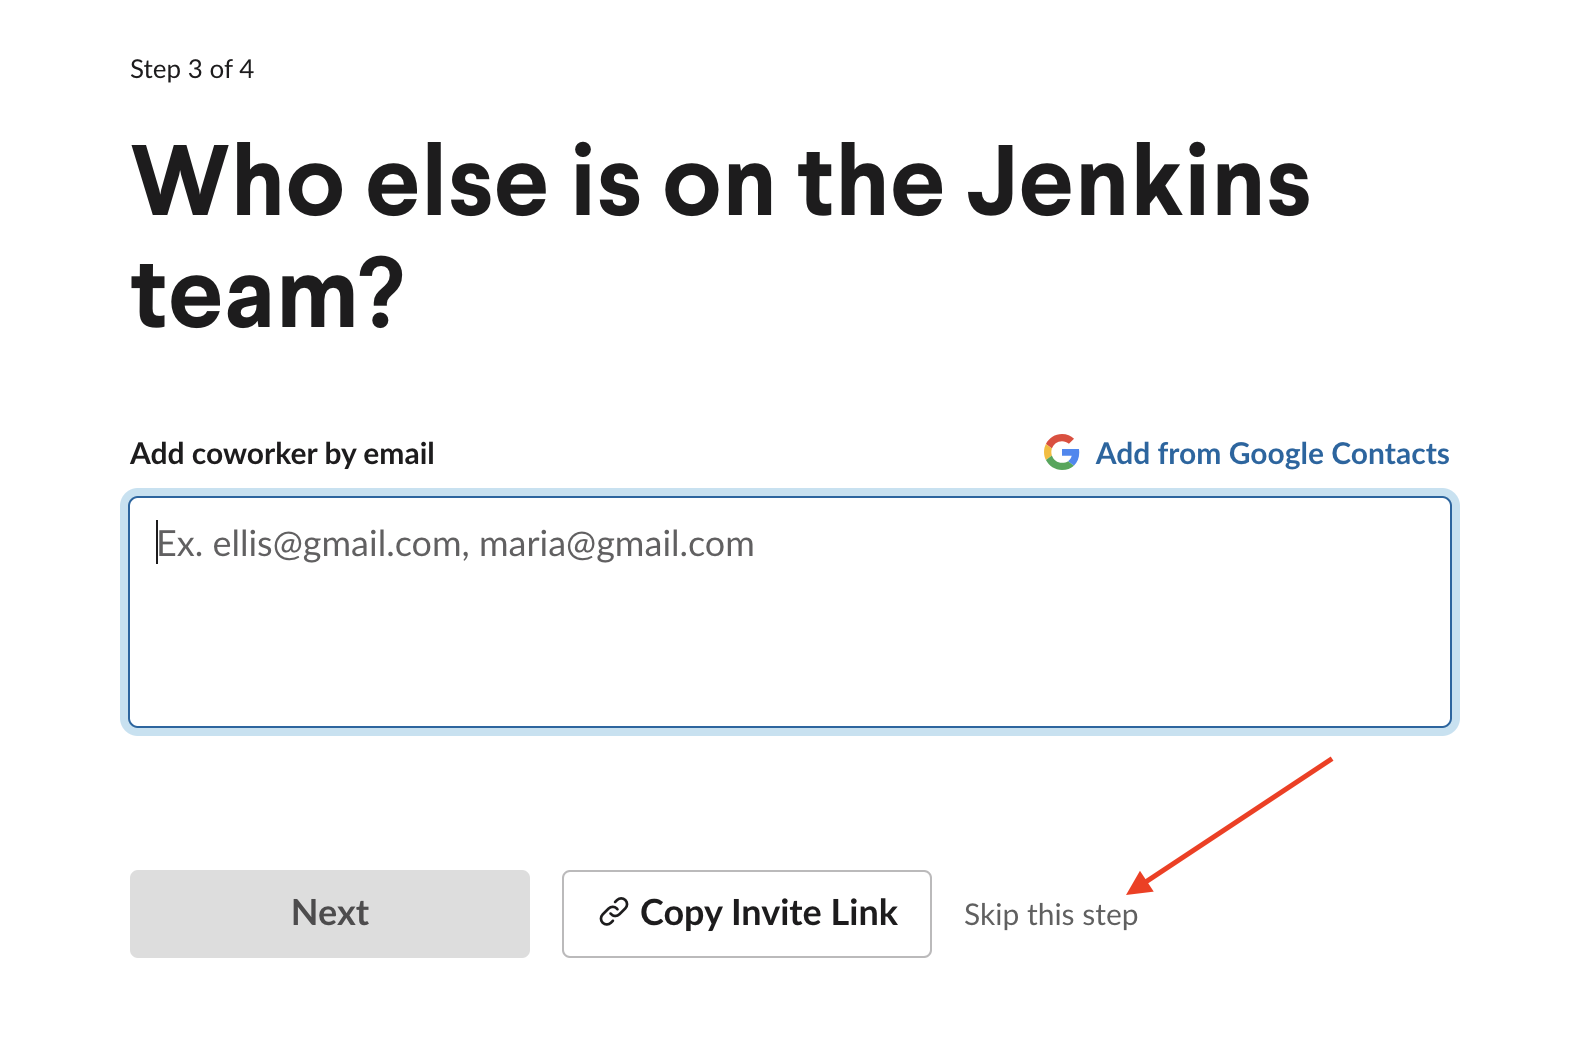 Step 3 of 4
Who else is on the Jenkins
team?
Add coworker by email
Add from Google Contacts
Ex. ellis@gmail.com, maria@gmail.com
Next
Copy Invite Link
Skip this step